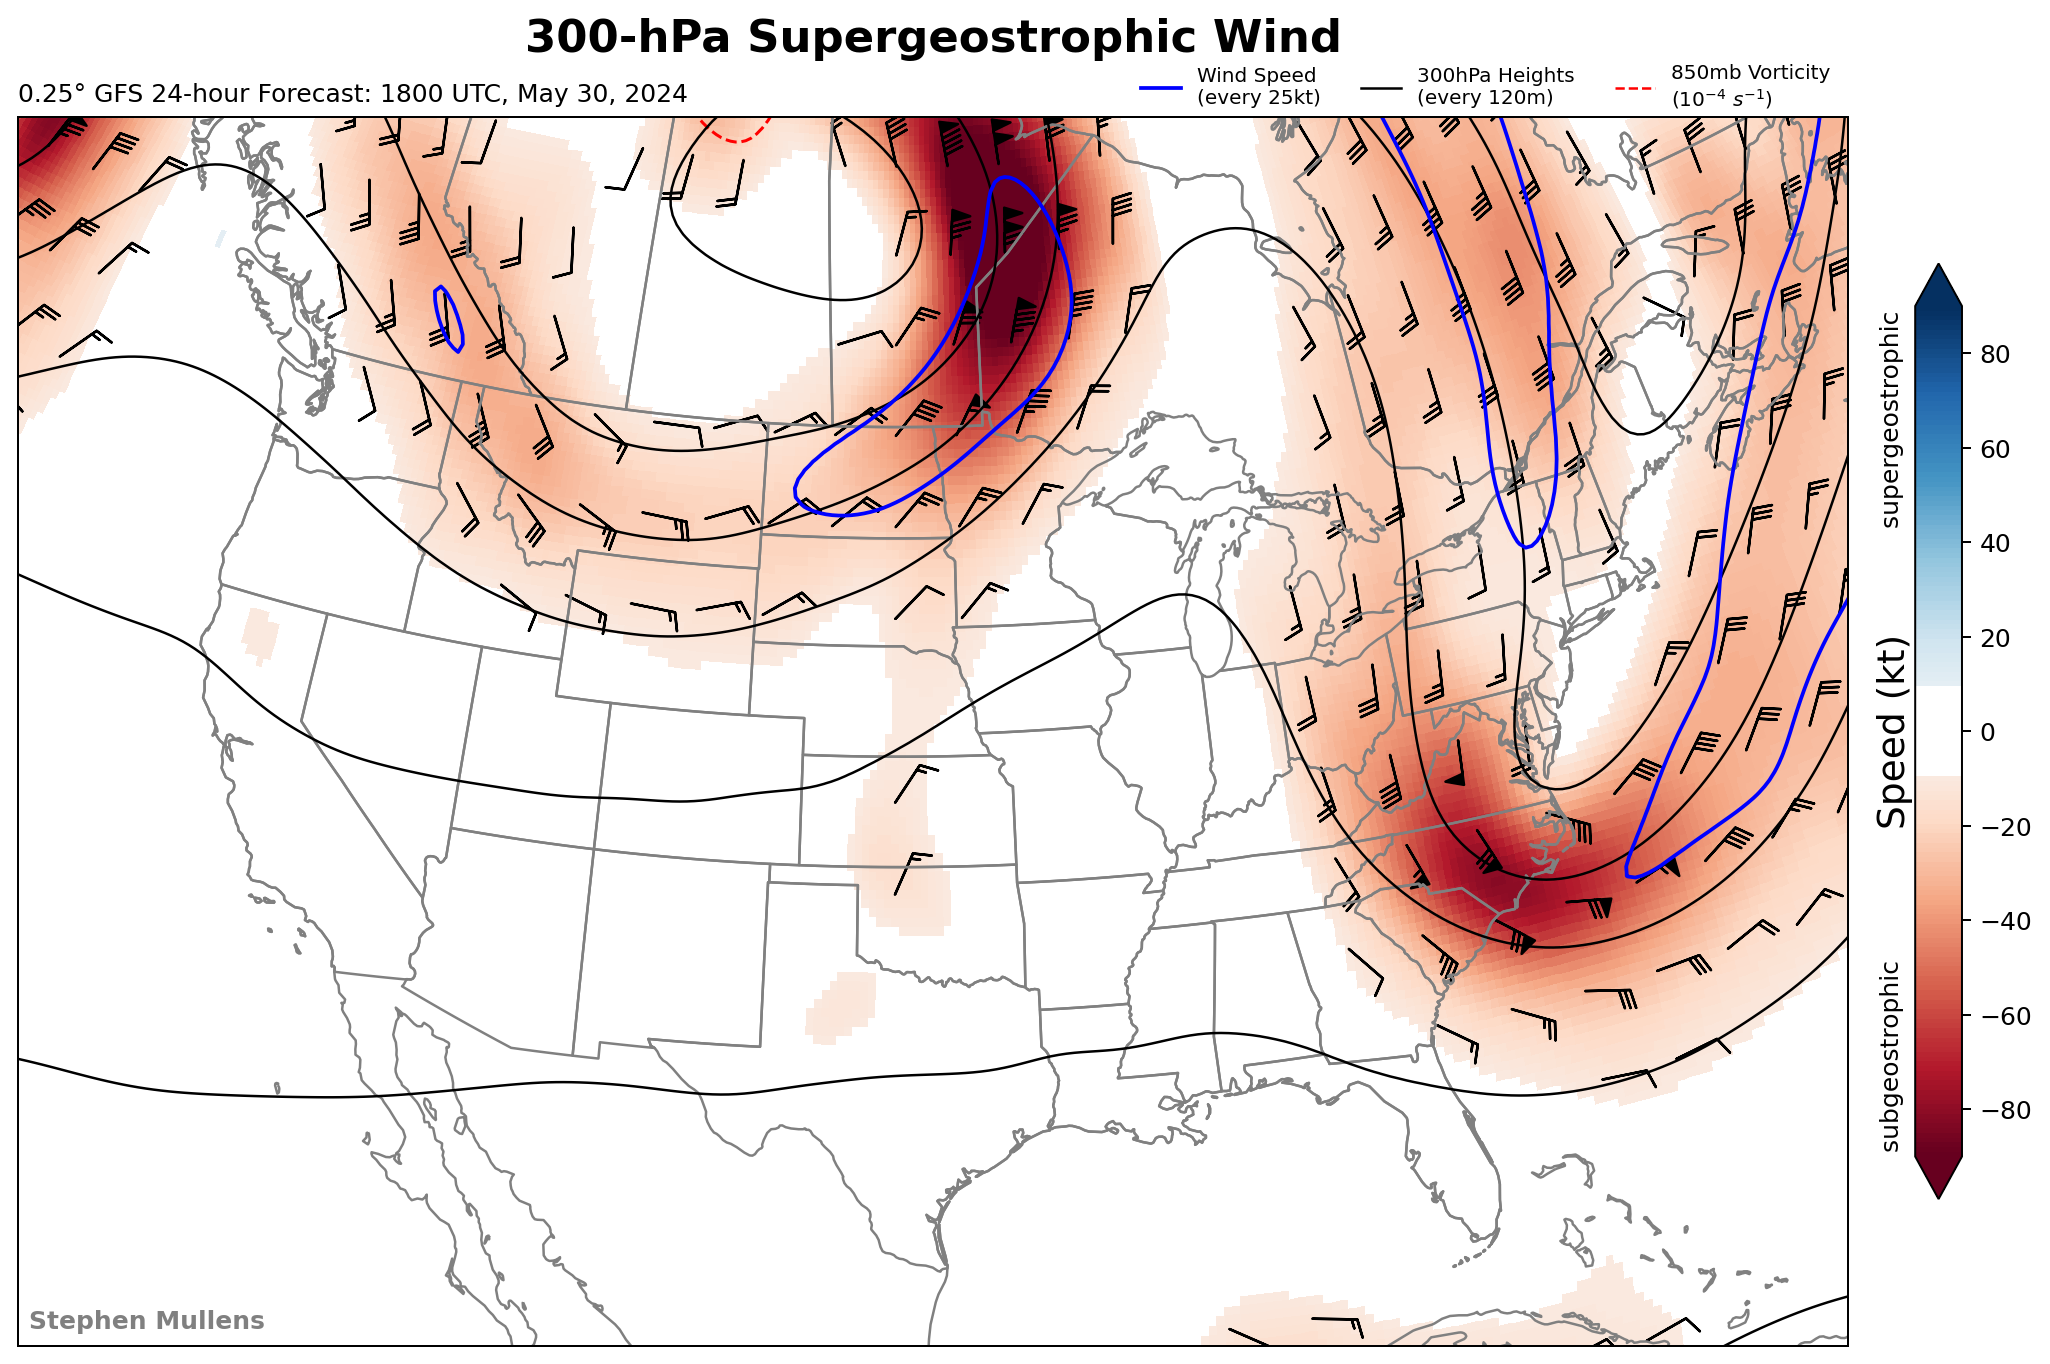 300-hPa Supergeostrophic Wind
0.25° GFS 24-hour Forecast: 1800 UTC, May 30, 2024
Wind Speed
(every 25kt)
300hPa Heights
(every 120m)
850mb Vorticity
(10⁻⁴ s⁻¹)
supergeostrophic
Speed (kt)
subgeostrophic
80
60
40
20
0
−20
−40
−60
−80
Stephen Mullens